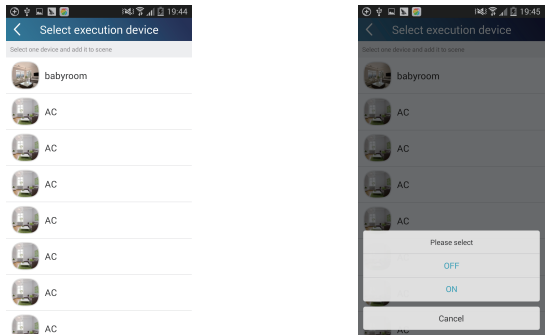 19:44
Select execution device
Select one device and add it to scene
babyroom
AC
AC
AC
AC
AC
AC
AC
19:45
Select execution device
Select one device and add it to scene
babyroom
AC
AC
AC
AC
Please select
OFF
ON
Cancel